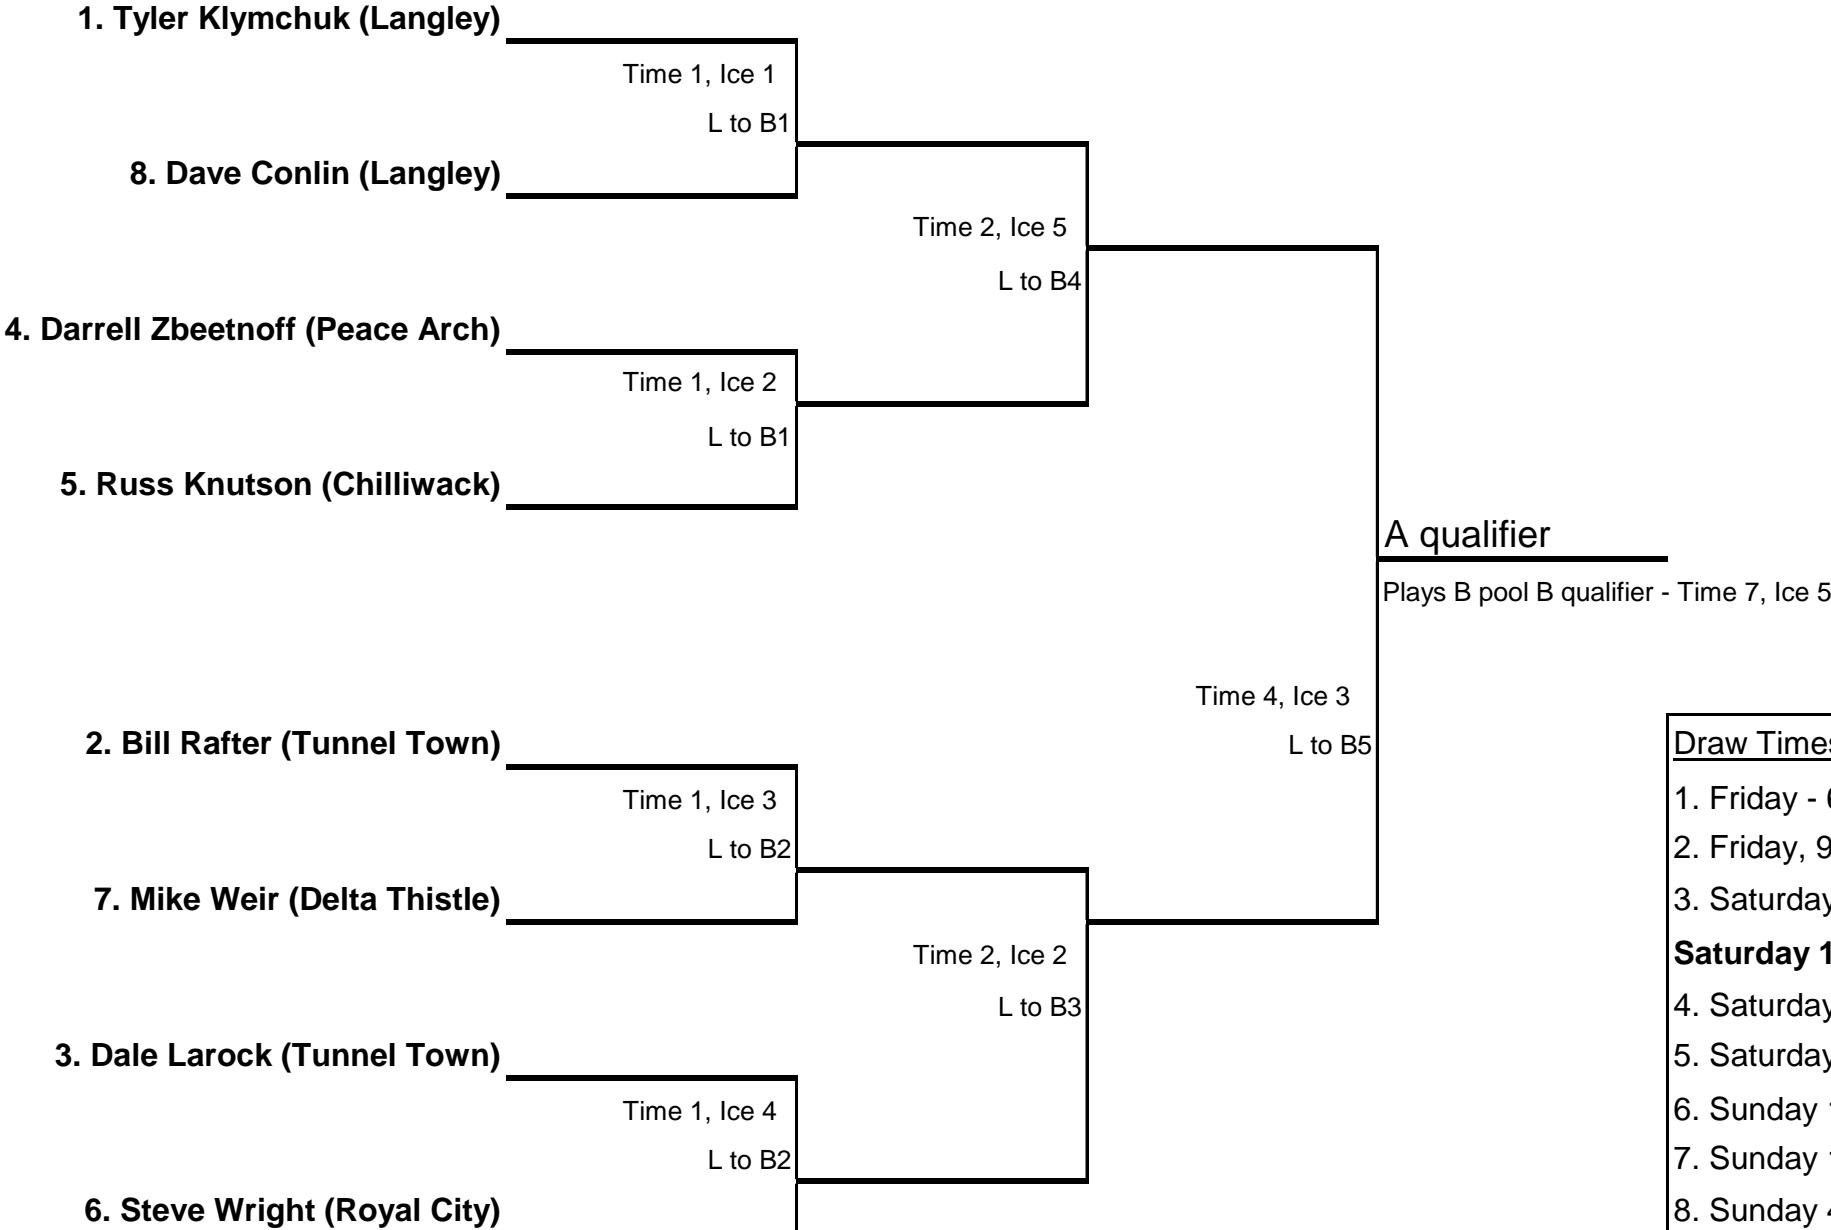 1. Tyler Klymchuk (Langley)
Time 1, Ice 1
L to B1
8. Dave Conlin (Langley)
Time 2, Ice 5
L to B4
4. Darrell Zbeetnoff (Peace Arch)
Time 1, Ice 2
L to B1
5. Russ Knutson (Chilliwack)
A qualifier
Plays B pool B qualifier - Time 7, Ice 5
Time 4, Ice 3
L to B5
2. Bill Rafter (Tunnel Town)
Time 1, Ice 3
L to B2
7. Mike Weir (Delta Thistle)
Time 2, Ice 2
L to B3
3. Dale Larock (Tunnel Town)
Time 1, Ice 4
L to B2
6. Steve Wright (Royal City)
Draw Times
1. Friday -
2. Friday, 9
3. Saturday
Saturday 1
4. Saturday
5. Saturday
6. Sunday
7. Sunday
8. Sunday